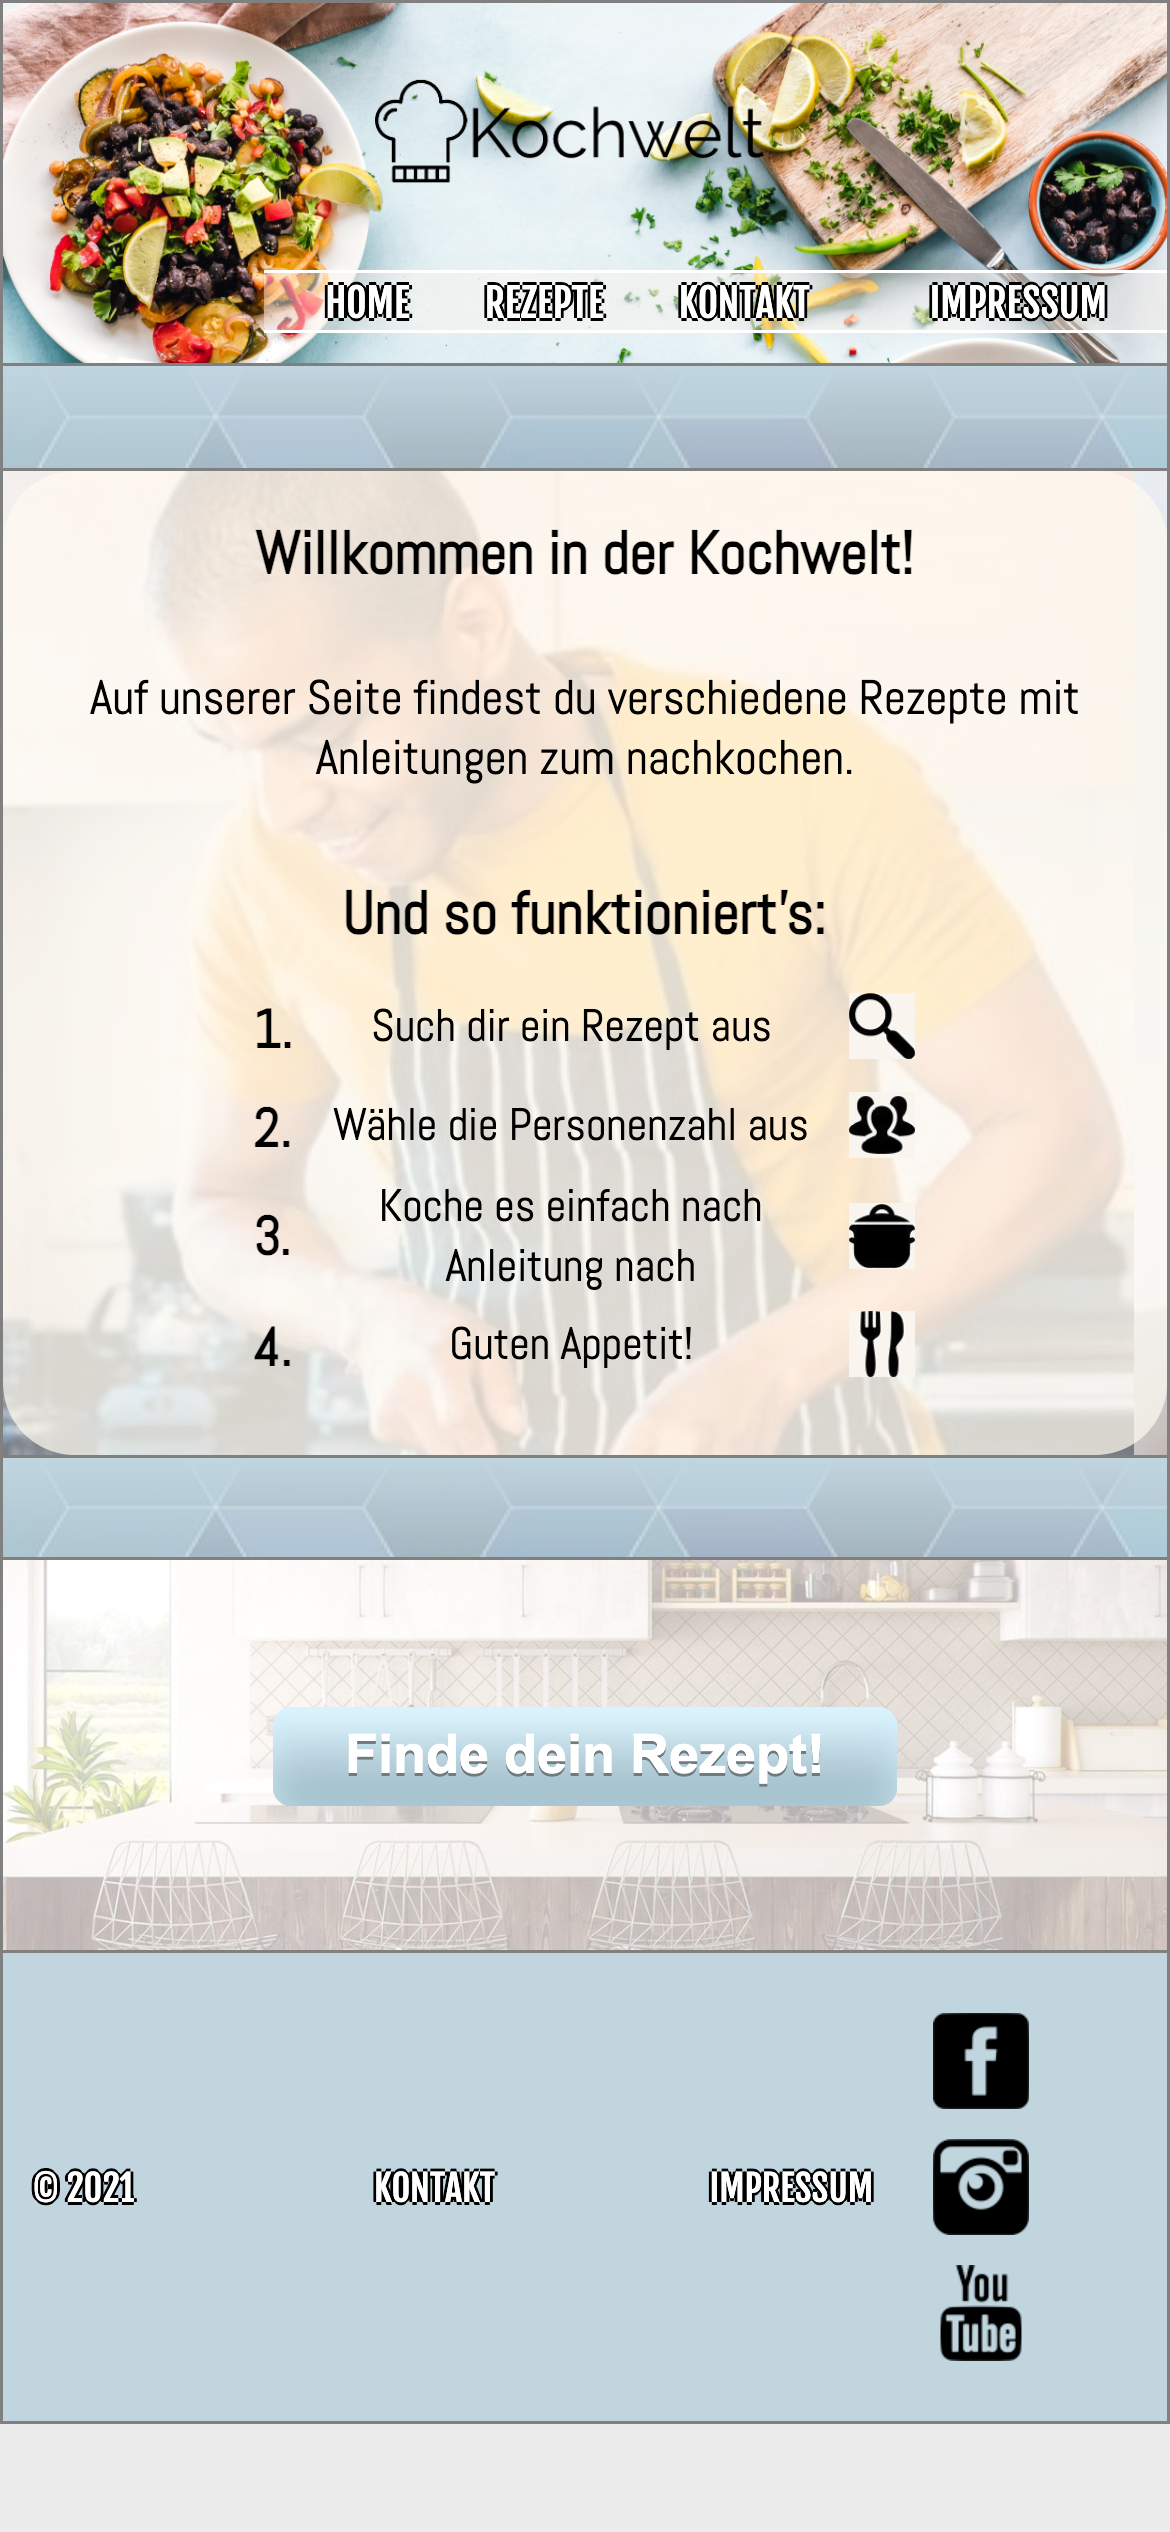 Kochwelt
HOME REZEPTE KONTAKT IMPRESSUM
Willkommen in der Kochwelt!
Auf unserer Seite findest du verschiedene Rezepte mit
Anleitungen zum nachkochen.
Und so funktioniert's:
1. Such dir ein Rezept aus
2. Wähle die Personenzahl aus
3. Koche es einfach nach
Anleitung nach
4. Guten Appetit!
Finde dein Rezept!
© 2021 KONTAKT IMPRESSUM
f
You
Tube